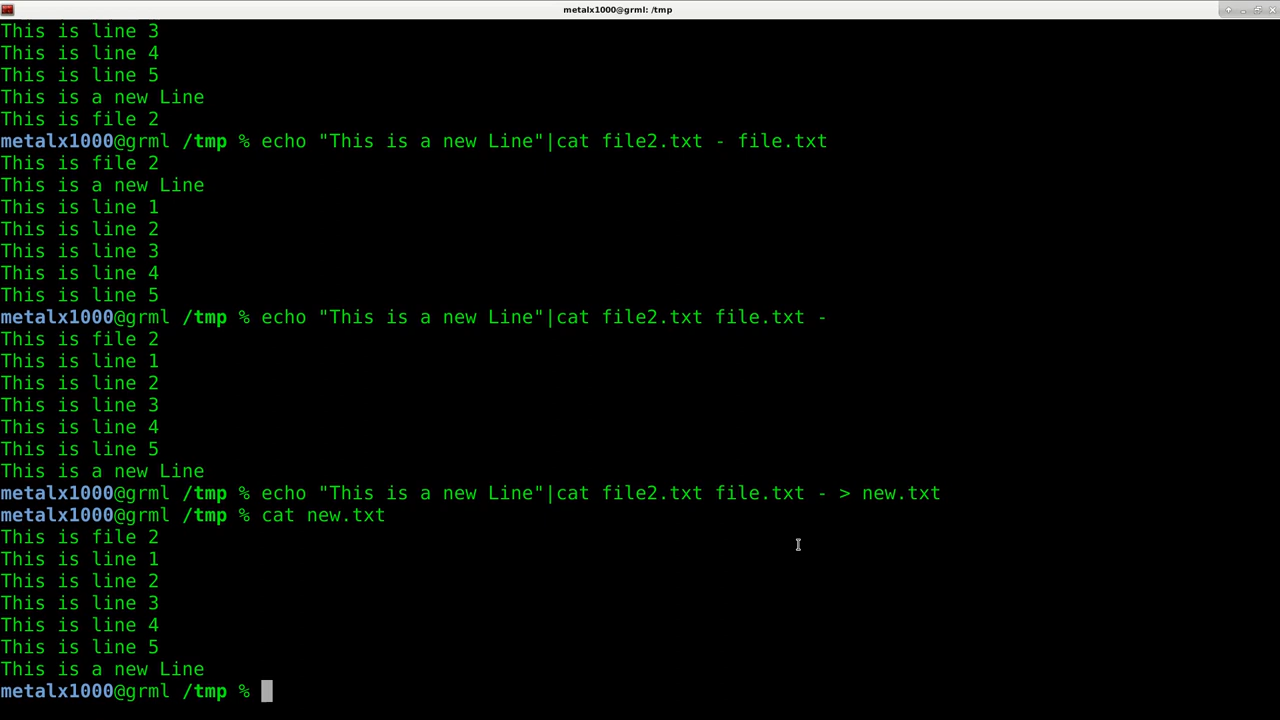 metalx1000@grml: /tmp
This is line 3
This is line 4
This is line 5
This is a new Line
This is file 2
metalx1000@grml /tmp % echo "This is a new Line"|cat file2.txt - file.txt
This is file 2
This is a new Line
This is line 1
This is line 2
This is line 3
This is line 4
This is line 5
metalx1000@grml /tmp % echo "This is a new Line"|cat file2.txt file.txt -
This is file 2
This is line 1
This is line 2
This is line 3
This is line 4
This is line 5
This is a new Line
metalx1000@grml /tmp % echo "This is a new Line"|cat file2.txt file.txt - > new.txt
metalx1000@grml /tmp % cat new.txt
This is file 2
This is line 1
This is line 2
This is line 3
This is line 4
This is line 5
This is a new Line
metalx1000@grml /tmp %